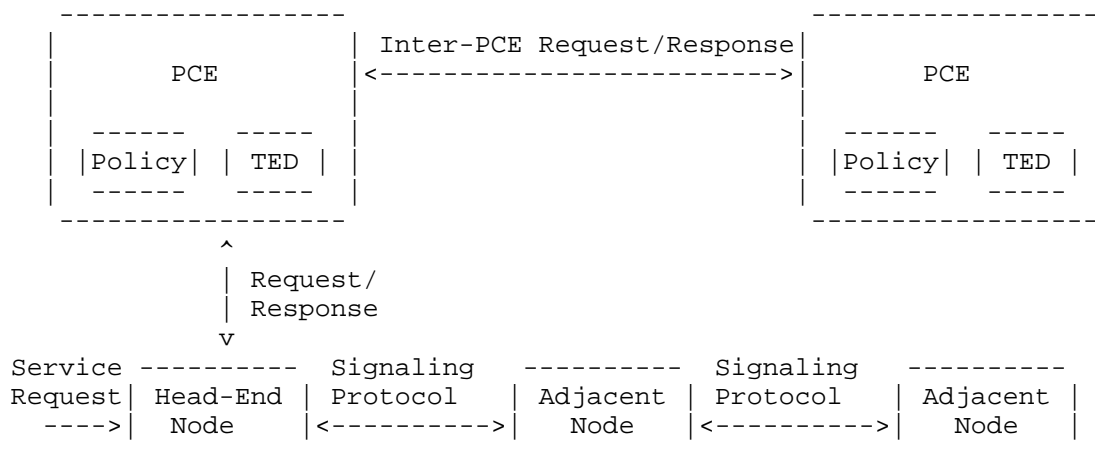 Inter-PCE Request/Response
PCE PCE
Policy TED Policy TED
Request/
Response
Service Signaling Signaling
Request Head-End Protocol Adjacent Protocol Adjacent
Node Node Node